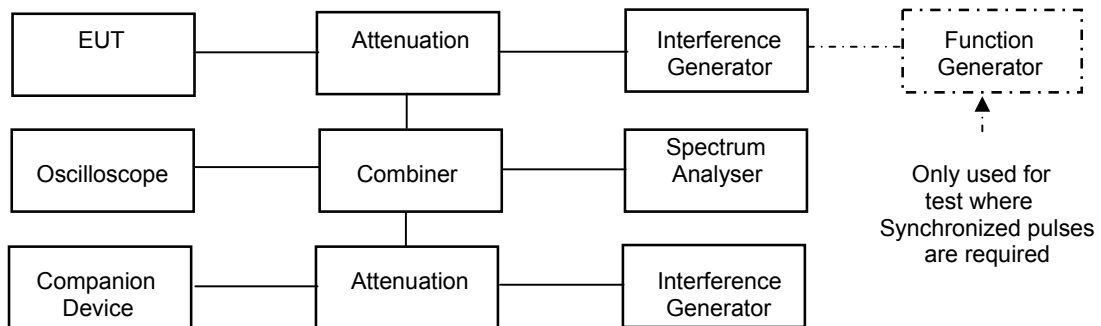 EUT
Attenuation
Interference
Generator
Function
Generator
Oscilloscope
Combiner
Spectrum
Analyser
Only used for
test where
Synchronized pulses
are required
Companion
Device
Attenuation
Interference
Generator